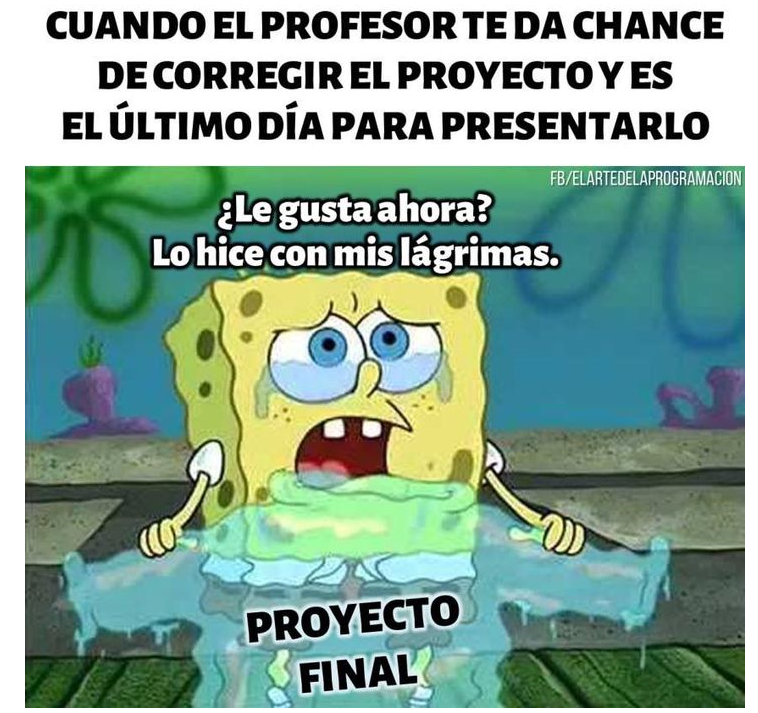 CUANDO EL PROFESOR TE DA CHANCE
DE CORREGIR EL PROYECTO Y ES
EL ÚLTIMO DÍA PARA PRESENTARLO
FB/ELARTEDELAPROGRAMACION
¿Le gusta ahora?
Lo hice con mis lágrimas.
PROYECTO
FINAL